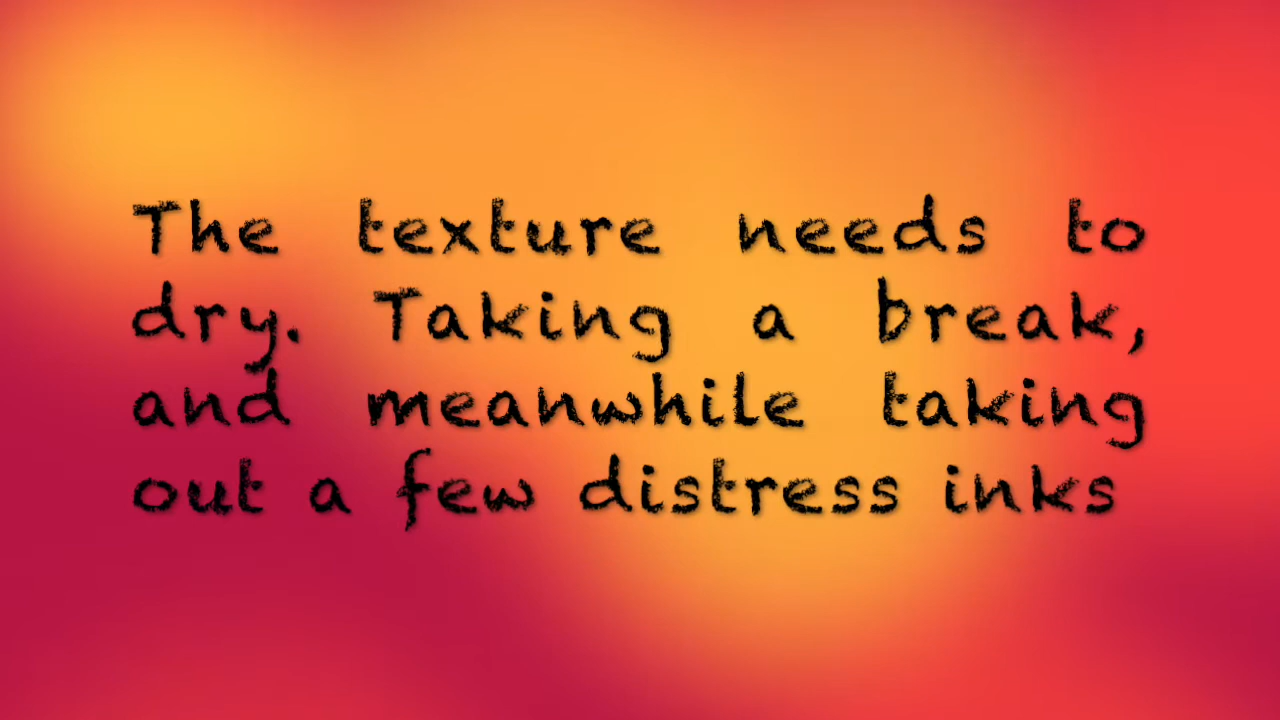 The texture needs to
dry. Taking a break,
and meanwhile taking
out a few distress inks